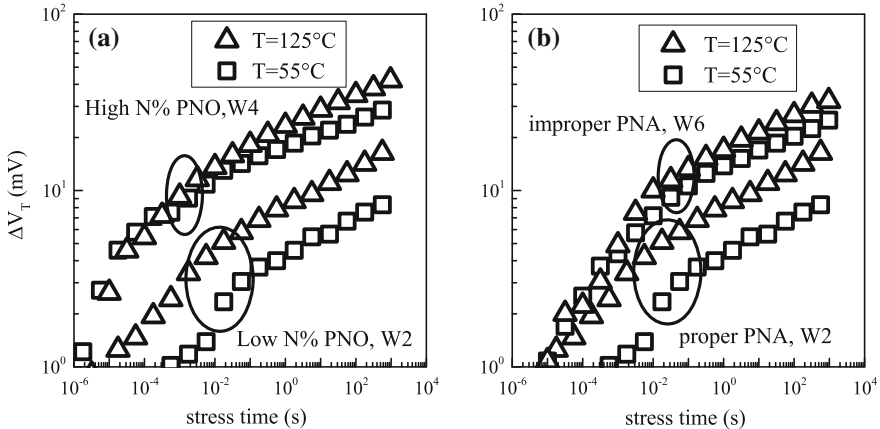 (a)
T=125°C
T=55°C
High N% PNO,W4
Low N% PNO, W2
ΔV_T (mV)
10^2
10^1
10^0
10^-6
10^-4
10^-2
10^0
10^2
10^4
stress time (s)
(b)
T=125°C
T=55°C
improper PNA, W6
proper PNA, W2
10^2
10^1
10^0
10^-6
10^-4
10^-2
10^0
10^2
10^4
stress time (s)